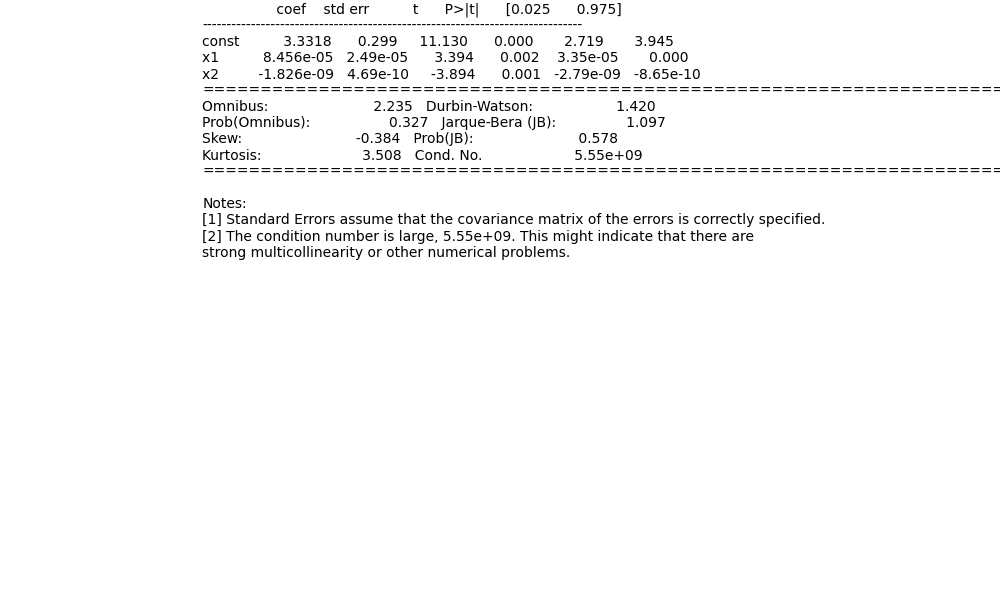 coef    std err          t      P>|t|      [0.025      0.975]
------------------------------------------------------------------------------
const          3.3318      0.299     11.130      0.000       2.719       3.945
x1          8.456e-05   2.49e-05      3.394      0.002    3.35e-05       0.000
x2         -1.826e-09   4.69e-10     -3.894      0.001   -2.79e-09   -8.65e-10
==============================================================================
Omnibus:                        2.235   Durbin-Watson:                   1.420
Prob(Omnibus):                  0.327   Jarque-Bera (JB):                1.097
Skew:                          -0.384   Prob(JB):                        0.578
Kurtosis:                       3.508   Cond. No.                     5.55e+09
==============================================================================
Notes:
[1] Standard Errors assume that the covariance matrix of the errors is correctly specified.
[2] The condition number is large, 5.55e+09. This might indicate that there are
strong multicollinearity or other numerical problems.